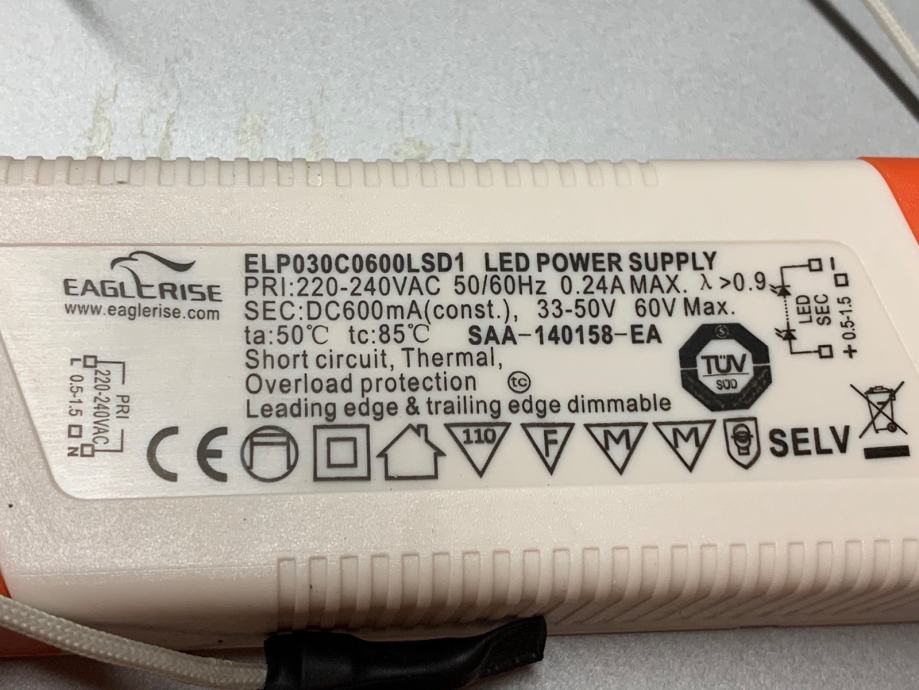 EAGLERISE
www.eaglerise.com
ELP030C0600LSD1 LED POWER SUPPLY
PRI:220-240VAC 50/60Hz 0.24A MAX. λ >0.9
SEC:DC600mA(const.), 33-50V 60V Max.
ta:50℃ tc:85℃ SAA-140158-EA
Short circuit, Thermal,
Overload protection tc
Leading edge & trailing edge dimmable
L 0.5-1.5 N
220-240VAC
PRI
LED
SEC
- + 0.5-1.5
TÜV
SÜD
CE 110 F M M SELV